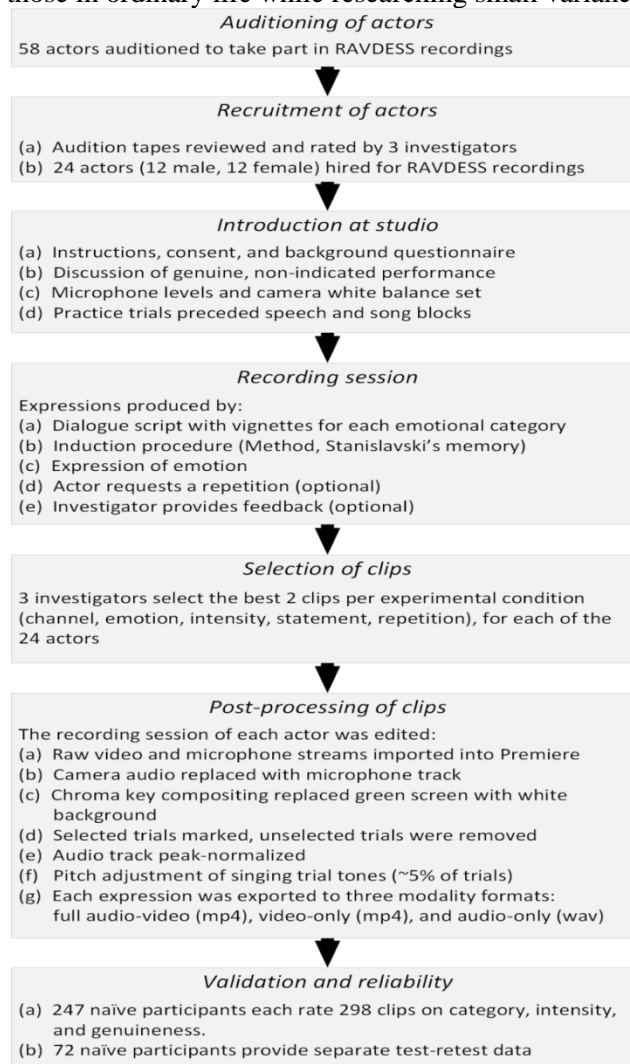 those in ordinary life while researching small variance
Auditioning of actors
58 actors auditioned to take part in RAVDESS recordings
Recruitment of actors
(a) Audition tapes reviewed and rated by 3 investigators
(b) 24 actors (12 male, 12 female) hired for RAVDESS recordings
Introduction at studio
(a) Instructions, consent, and background questionnaire
(b) Discussion of genuine, non-indicated performance
(c) Microphone levels and camera white balance set
(d) Practice trials preceded speech and song blocks
Recording session
Expressions produced by:
(a) Dialogue script with vignettes for each emotional category
(b) Induction procedure (Method, Stanislavski's memory)
(c) Expression of emotion
(d) Actor requests a repetition (optional)
(e) Investigator provides feedback (optional)
Selection of clips
3 investigators select the best 2 clips per experimental condition
(channel, emotion, intensity, statement, repetition), for each of the
24 actors
Post-processing of clips
The recording session of each actor was edited:
(a) Raw video and microphone streams imported into Premiere
(b) Camera audio replaced with microphone track
(c) Chroma key compositing replaced green screen with white
background
(d) Selected trials marked, unselected trials were removed
(e) Audio track peak-normalized
(f) Pitch adjustment of singing trial tones (~5% of trials)
(g) Each expression was exported to three modality formats:
full audio-video (mp4), video-only (mp4), and audio-only (wav)
Validation and reliability
(a) 247 naïve participants each rate 298 clips on category, intensity,
and genuineness.
(b) 72 naïve participants provide separate test-retest data